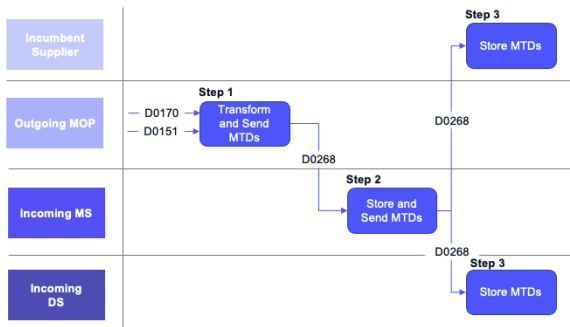 Step 3
Incumbent
Supplier
Store MTDs
Step 1
Outgoing MOP
D0170
D0151
Transform
and Send
MTDs
D0268
D0268
Step 2
Incoming MS
Store and
Send MTDs
D0268
Step 3
Incoming
DS
Store MTDs